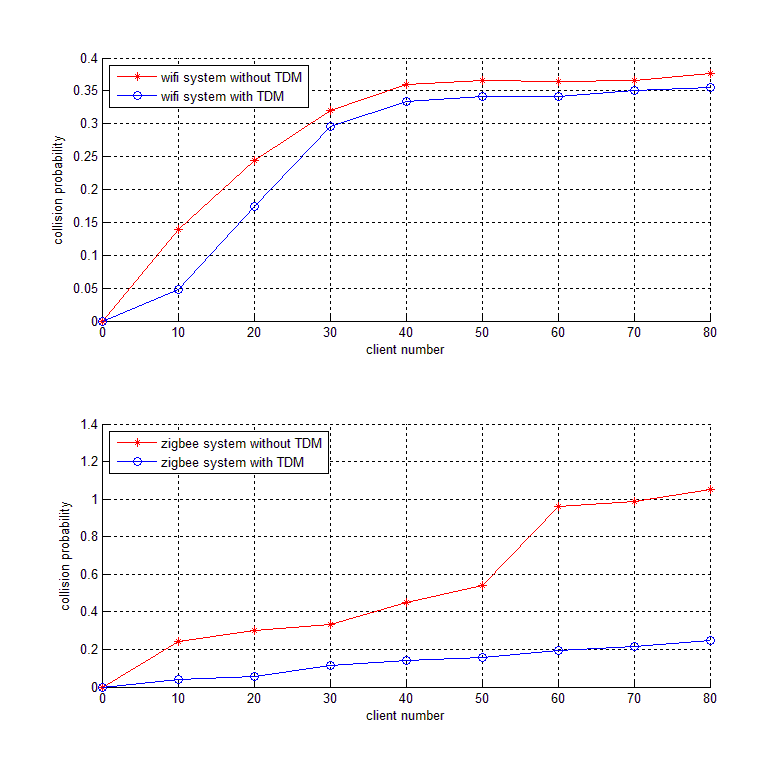 0.4
wifi system without TDM
0.35
wifi system with TDM
0.3
0.25
0.2
0.15
0.1
0.05
0
collision probability
0 10 20 30 40 50 60 70 80
client number
1.4
zigbee system without TDM
zigbee system with TDM
1.2
1
0.8
0.6
0.4
0.2
0
collision probability
0 10 20 30 40 50 60 70 80
client number